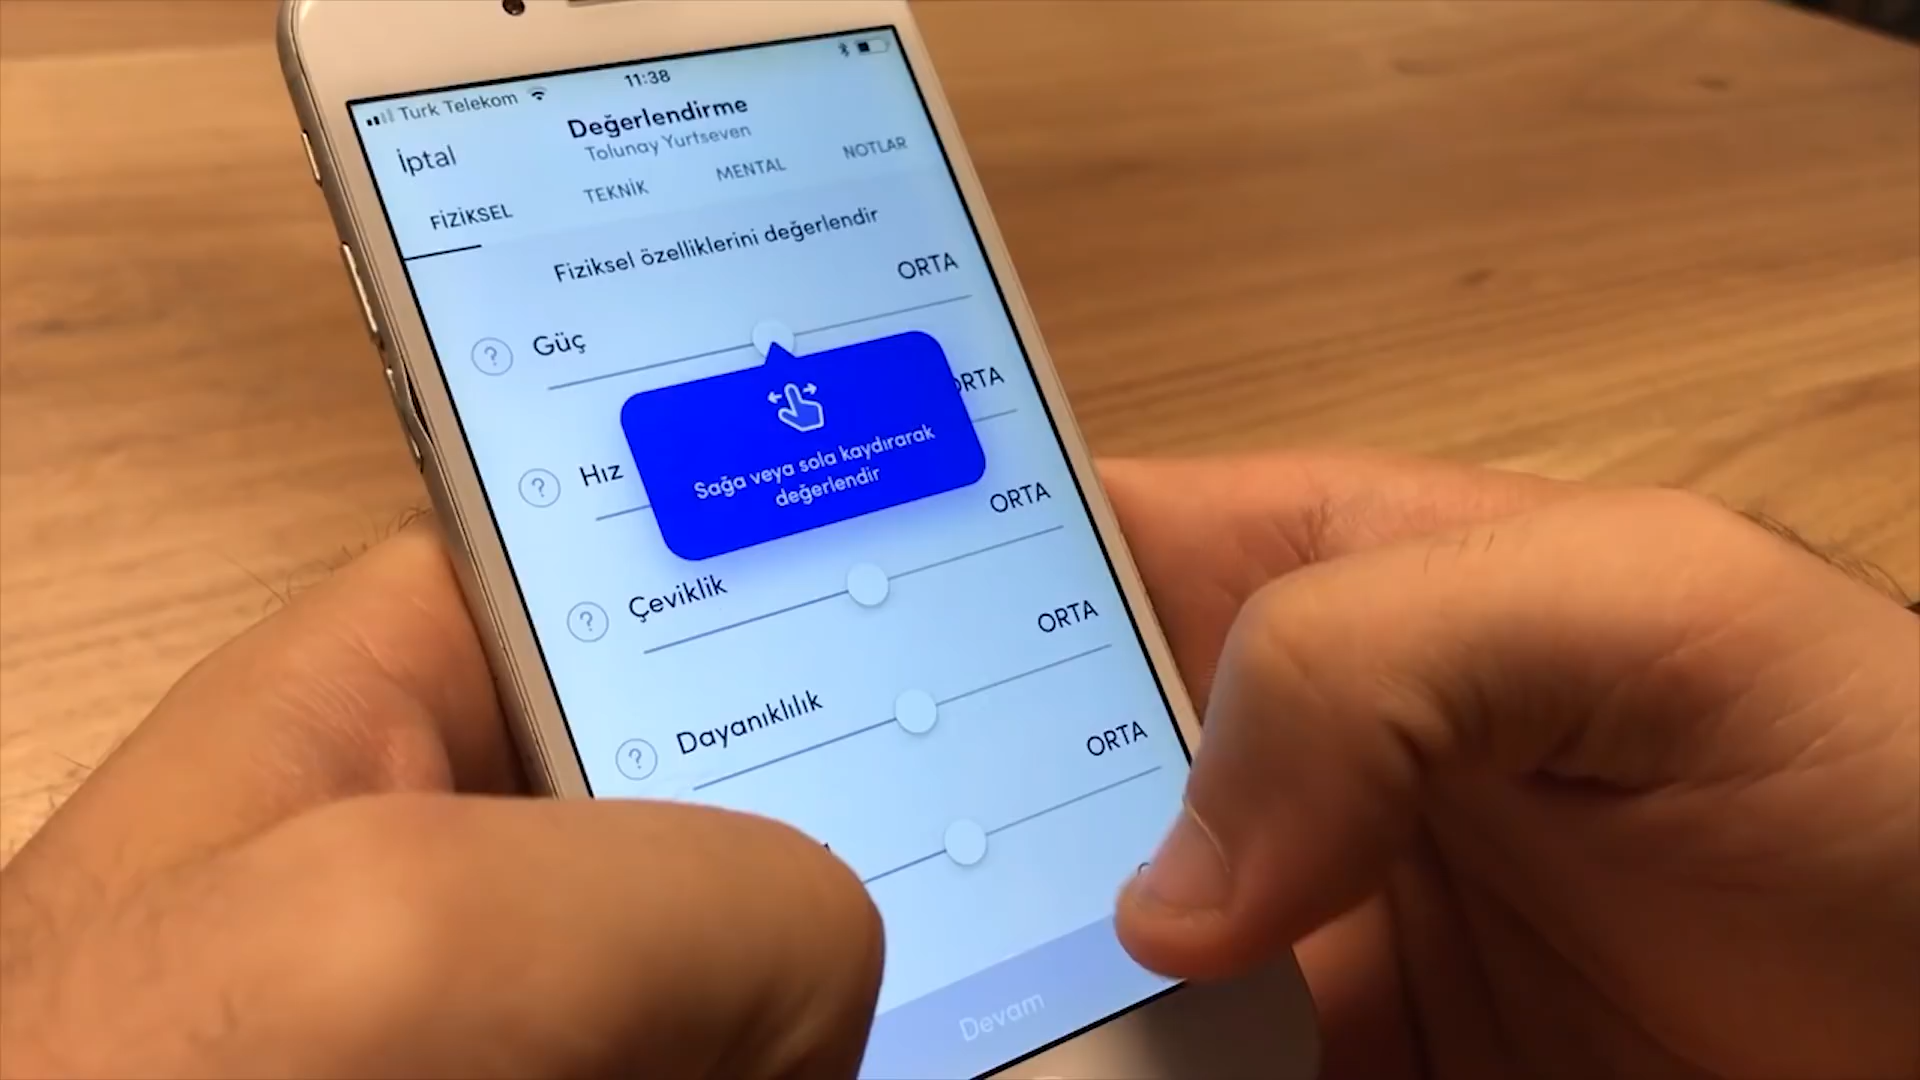 Turk Telekom
11:38
İptal
Değerlendirme
Tolunay Yurtseven
FİZİKSEL
TEKNİK
MENTAL
NOTLAR
Fiziksel özelliklerini değerlendir
?
Güç
ORTA
Sağa veya sola kaydırarak
değerlendir
?
Hız
?
Çeviklik
ORTA
?
Dayanıklılık
ORTA
ORTA
Devam